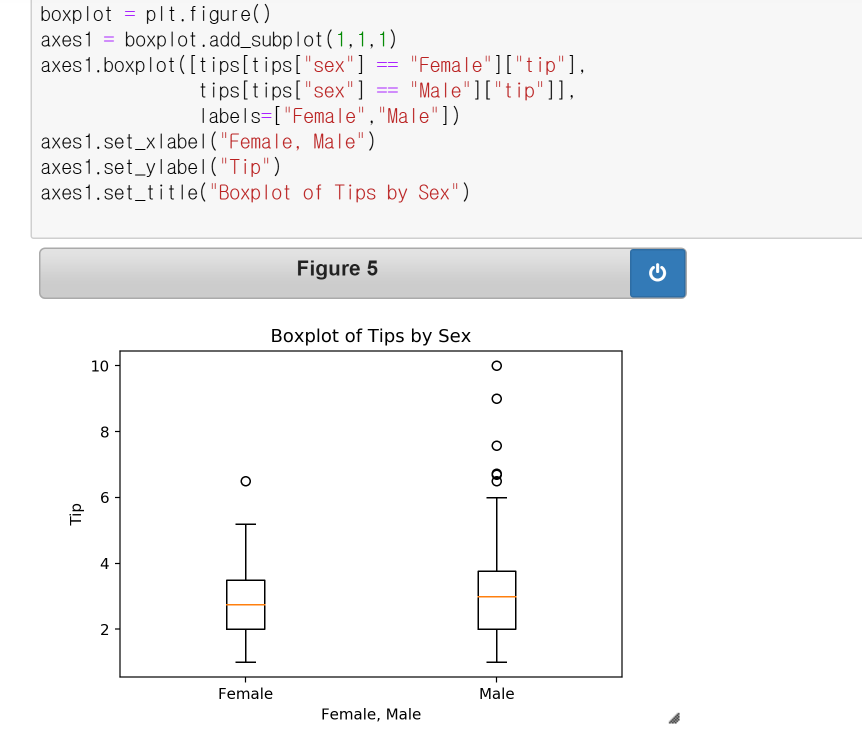 boxplot = plt.figure()
axes1 = boxplot.add_subplot(1,1,1)
axes1.boxplot([tips[tips["sex"] == "Female"]["tip"],
tips[tips["sex"] == "Male"]["tip"]],
labels=["Female","Male"])
axes1.set_xlabel("Female, Male")
axes1.set_ylabel("Tip")
axes1.set_title("Boxplot of Tips by Sex")
Figure 5
Boxplot of Tips by Sex
10
8
6
4
2
Tip
Female Male
Female, Male